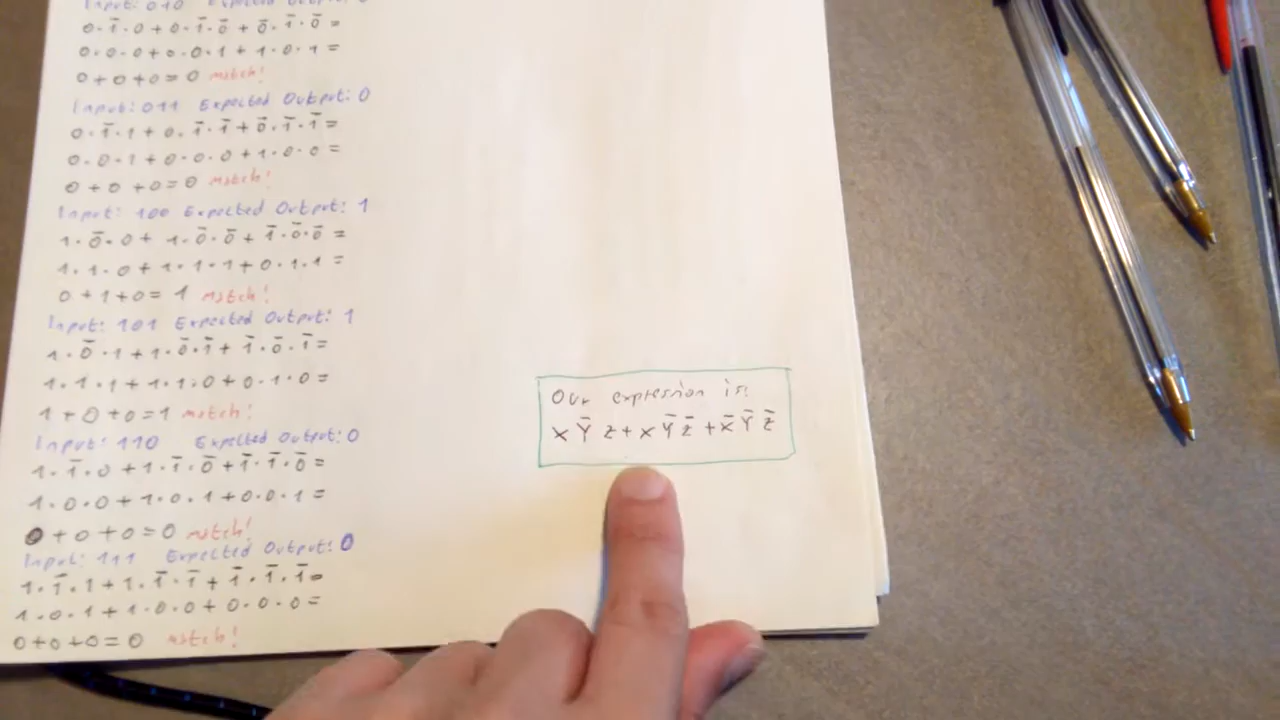 Input: 010 Expected Output: 0
0·1̅·0+0·1̅·0̅+0̅·1̅·0̅=
0·0·0+0·0·1+1·0·1=
0+0+0=0 match!
Input: 011 Expected Output: 0
0·1̅·1+0·1̅·1̅+0̅·1̅·1̅=
0·0·1+0·0·0+1·0·0=
0+0+0=0 match!
Input: 100 Expected Output: 1
1·0̅·0+1·0̅·0̅+1̅·0̅·0̅=
1·1·0+1·1·1+0·1·1=
0+1+0=1 match!
Input: 101 Expected Output: 1
1·0̅·1+1·0̅·1̅+1̅·0̅·1̅=
1·1·1+1·1·0+0·1·0=
1+0+0=1 match!
Input: 110 Expected Output: 0
1·1̅·0+1·1̅·0̅+1̅·1̅·0̅=
1·0·0+1·0·1+0·0·1=
0+0+0=0 match!
Input: 111 Expected Output: 0
1·1̅·1+1·1̅·1̅+1̅·1̅·1̅=
1·0·1+1·0·0+0·0·0=
0+0+0=0 match!
Our expression is:
x y̅ z+x y̅ z̅+x̅ y̅ z̅